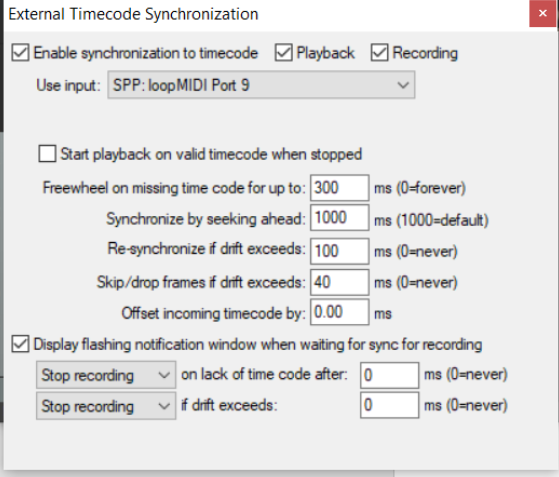 External Timecode Synchronization
Enable synchronization to timecode Playback Recording
Use input: SPP: loopMIDI Port 9
Start playback on valid timecode when stopped
Freewheel on missing time code for up to: 300 ms (0=forever)
Synchronize by seeking ahead: 1000 ms (1000=default)
Re-synchronize if drift exceeds: 100 ms (0=never)
Skip/drop frames if drift exceeds: 40 ms (0=never)
Offset incoming timecode by: 0.00 ms
Display flashing notification window when waiting for sync for recording
Stop recording on lack of time code after: 0 ms (0=never)
Stop recording if drift exceeds: 0 ms (0=never)